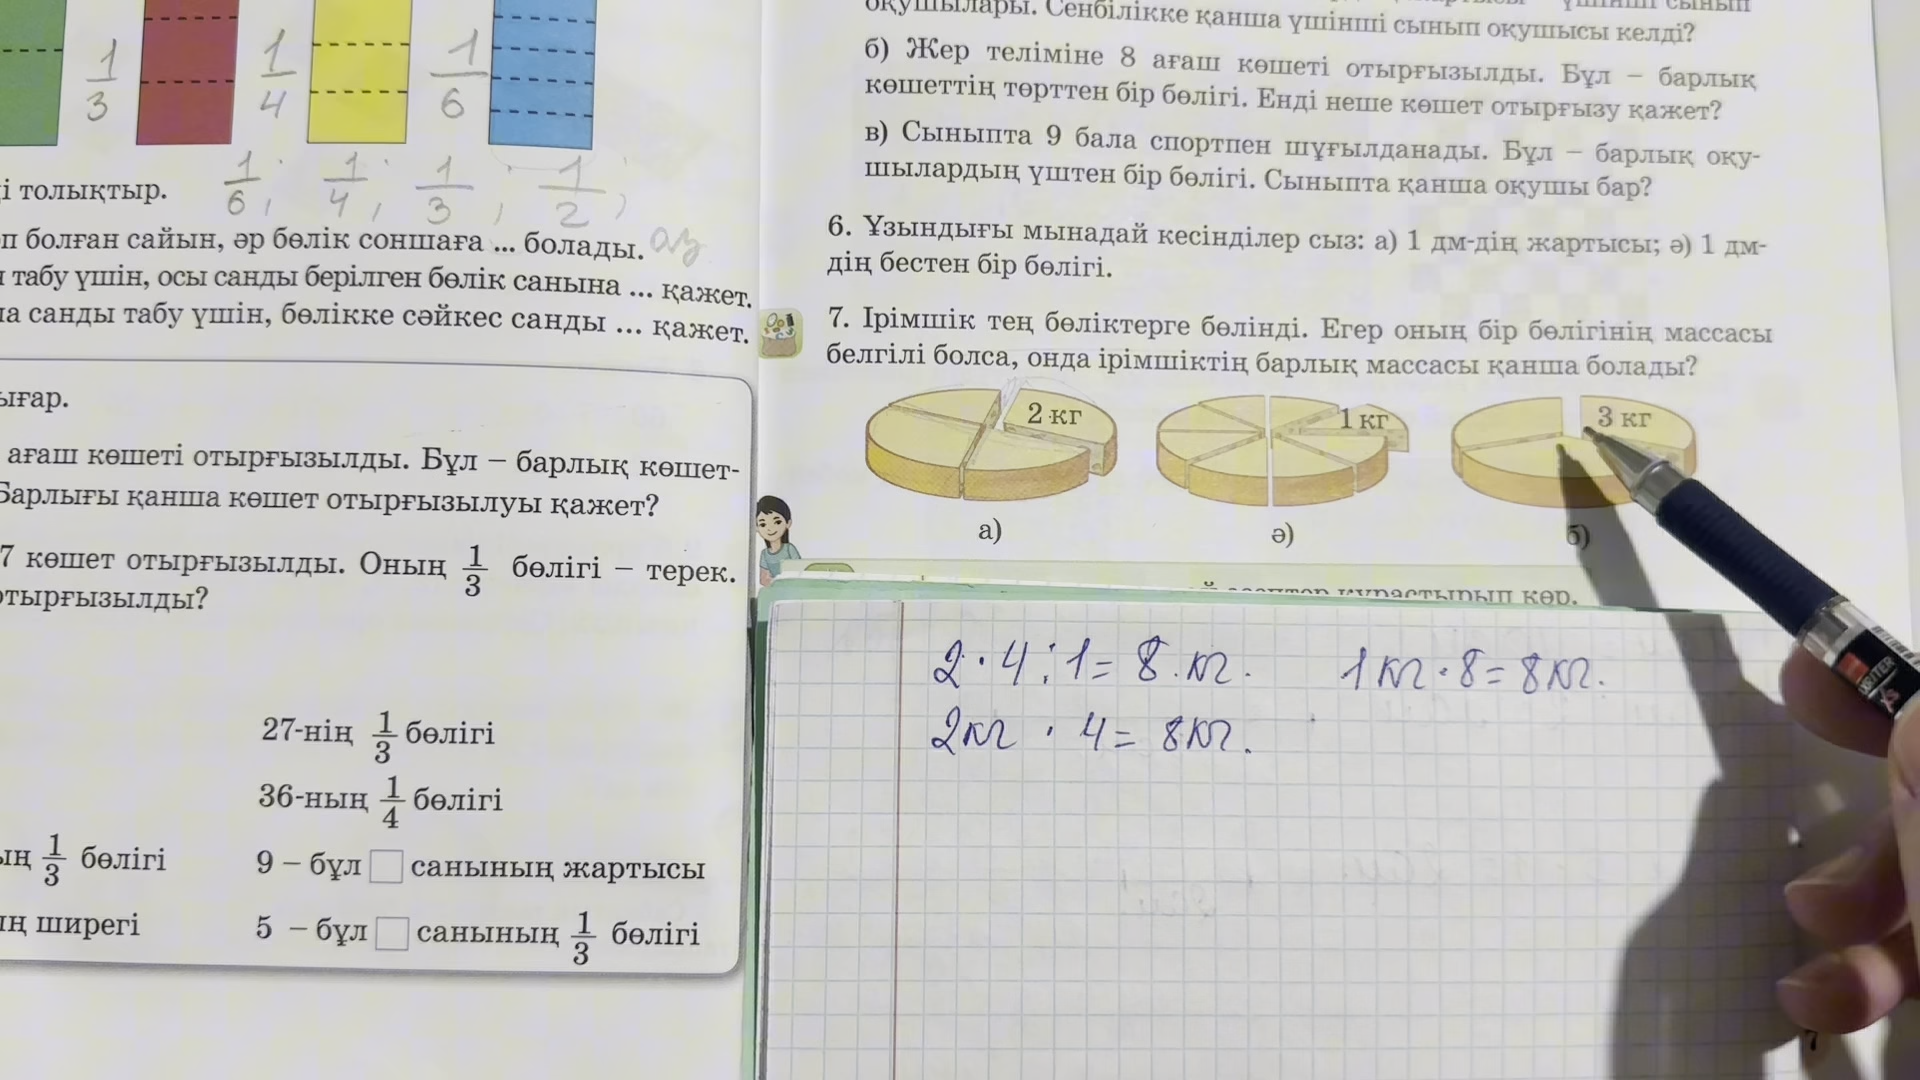 1/3 1/4 1/6
1/6; 1/4; 1/3; 1/2;
толықтыр.
болған сайын, әр бөлік соншаға ... болады. аз
табу үшін, осы санды берілген бөлік санына ... қажет.
санды табу үшін, бөлікке сәйкес санды ... қажет.
ағаш көшеті отырғызылды. Бұл – барлық көшет-
Барлығы қанша көшет отырғызылуы қажет?
7 көшет отырғызылды. Оның 1/3 бөлігі – терек.
27-нің 1/3 бөлігі
36-ның 1/4 бөлігі
1/3 бөлігі
9 – бұл □ санының жартысы
ширегі
5 – бұл □ санының 1/3 бөлігі
оқушылары. Сенбілікке қанша үшінші сынып оқушысы келді?
б) Жер теліміне 8 ағаш көшеті отырғызылды. Бұл – барлық
көшеттің төрттен бір бөлігі. Енді неше көшет отырғызу қажет?
в) Сыныпта 9 бала спортпен шұғылданады. Бұл – барлық оқу-
шылардың үштен бір бөлігі. Сыныпта қанша оқушы бар?
6. Ұзындығы мынадай кесінділер сыз: а) 1 дм-дің жартысы; ә) 1 дм-
дің бестен бір бөлігі.
7. Ірімшік тең бөліктерге бөлінді. Егер оның бір бөлігінің массасы
белгілі болса, онда ірімшіктің барлық массасы қанша болады?
2 кг 1 кг 3 кг
а) ә) б)
құрастырып көр.
2 · 4 : 1 = 8 кг. 1 кг · 8 = 8 кг.
2 кг · 4 = 8 кг.
7